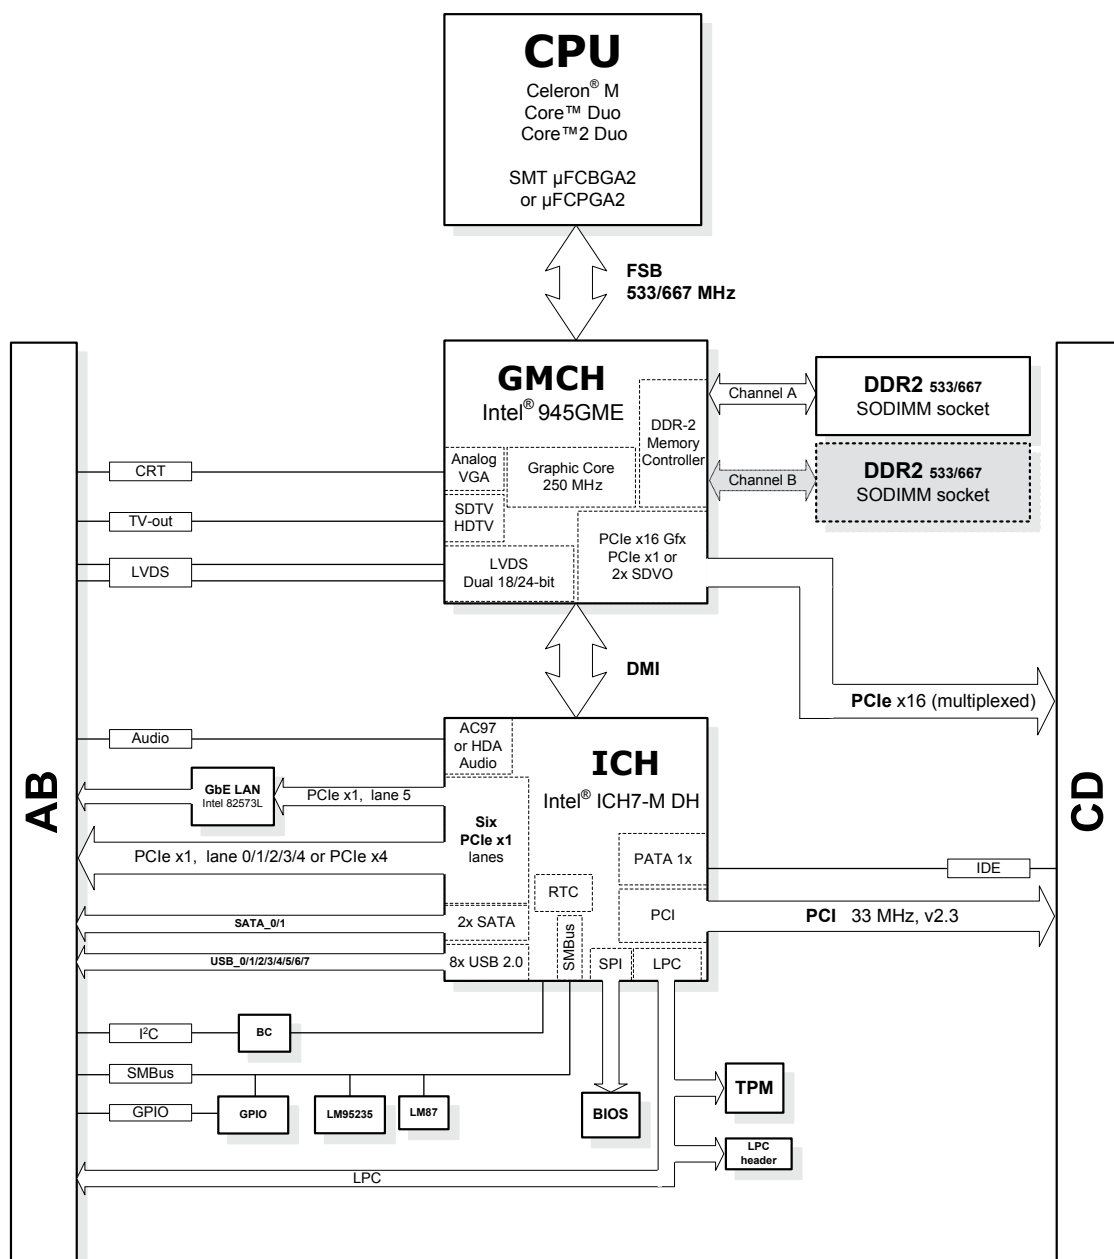 CPU
Celeron® M
Core™ Duo
Core™2 Duo
SMT µFCBGA2
or µFCPGA2
FSB
533/667 MHz
GMCH
Intel® 945GME
DDR-2
Memory
Controller
Analog
VGA
Graphic Core
250 MHz
SDTV
HDTV
LVDS
Dual 18/24-bit
PCIe x16 Gfx
PCIe x1 or
2x SDVO
Channel A
DDR2 533/667
SODIMM socket
Channel B
DDR2 533/667
SODIMM socket
CRT
TV-out
LVDS
DMI
PCIe x16 (multiplexed)
AB
CD
Audio
AC97
or HDA
Audio
ICH
Intel® ICH7-M DH
GbE LAN
Intel 82573L
PCIe x1, lane 5
Six
PCIe x1
lanes
PCIe x1, lane 0/1/2/3/4 or PCIe x4
PATA 1x
IDE
RTC
PCI
PCI 33 MHz, v2.3
SATA_0/1
2x SATA
SMBus
USB_0/1/2/3/4/5/6/7
8x USB 2.0
SPI
LPC
I²C
BC
SMBus
GPIO
GPIO
LM95235
LM87
BIOS
TPM
LPC
header
LPC